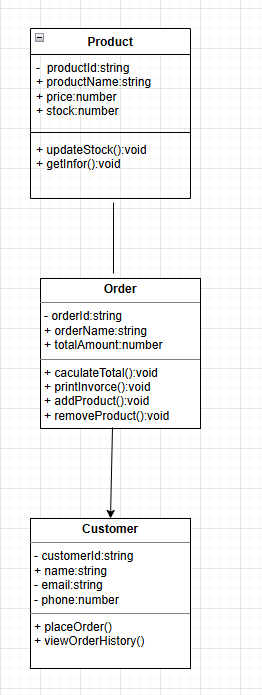 Product
- productId:string
+ productName:string
+ price:number
+ stock:number
+ updateStock():void
+ getInfor():void
Order
- orderId:string
+ orderName:string
+ totalAmount:number
+ caculateTotal():void
+ printInvorce():void
+ addProduct():void
+ removeProduct():void
Customer
- customerId:string
+ name:string
- email:string
- phone:number
+ placeOrder()
+ viewOrderHistory()